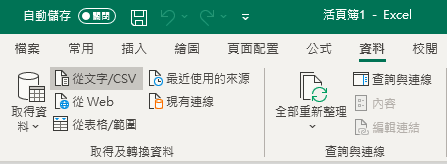 自動儲存 關閉 活頁簿1 - Excel
檔案 常用 插入 繪圖 頁面配置 公式 資料 校閱
取得資料
從文字/CSV
從 Web
從表格/範圍
最近使用的來源
現有連線
取得及轉換資料
全部重新整理
查詢與連線
內容
編輯連結
查詢與連線